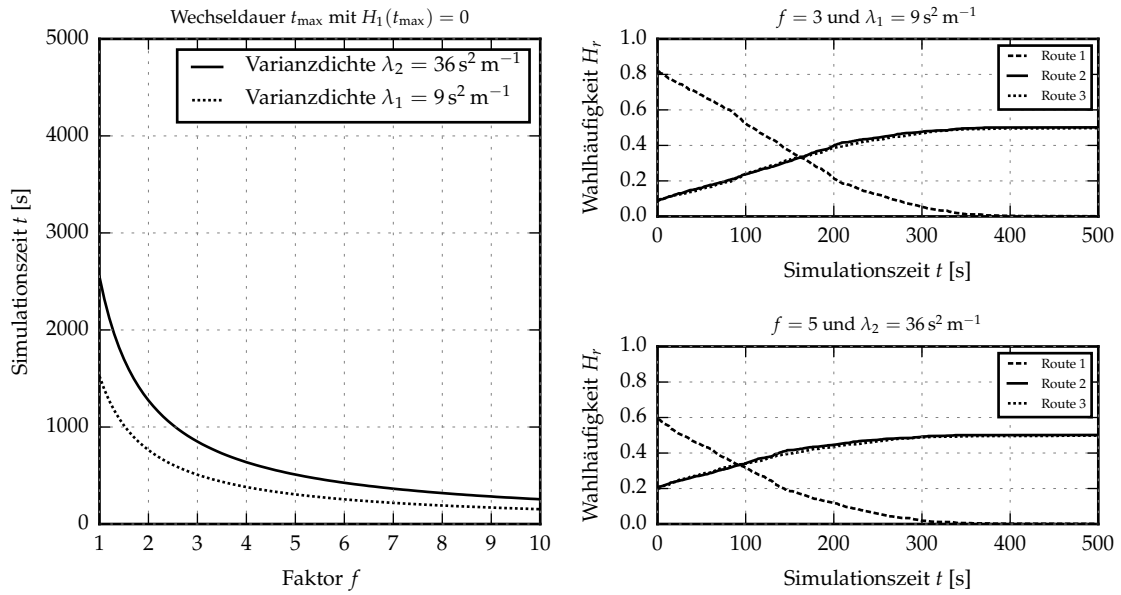 Wechseldauer t_max mit H_1(t_max) = 0
5000
4000
3000
2000
1000
0
Simulationszeit t [s]
Varianzdichte λ_2 = 36 s² m⁻¹
Varianzdichte λ_1 = 9 s² m⁻¹
1 2 3 4 5 6 7 8 9 10
Faktor f
f = 3 und λ_1 = 9 s² m⁻¹
1.0
0.8
0.6
0.4
0.2
0.0
Wahlhäufigkeit H_r
Route 1
Route 2
Route 3
0 100 200 300 400 500
Simulationszeit t [s]
f = 5 und λ_2 = 36 s² m⁻¹
1.0
0.8
0.6
0.4
0.2
0.0
Wahlhäufigkeit H_r
Route 1
Route 2
Route 3
0 100 200 300 400 500
Simulationszeit t [s]